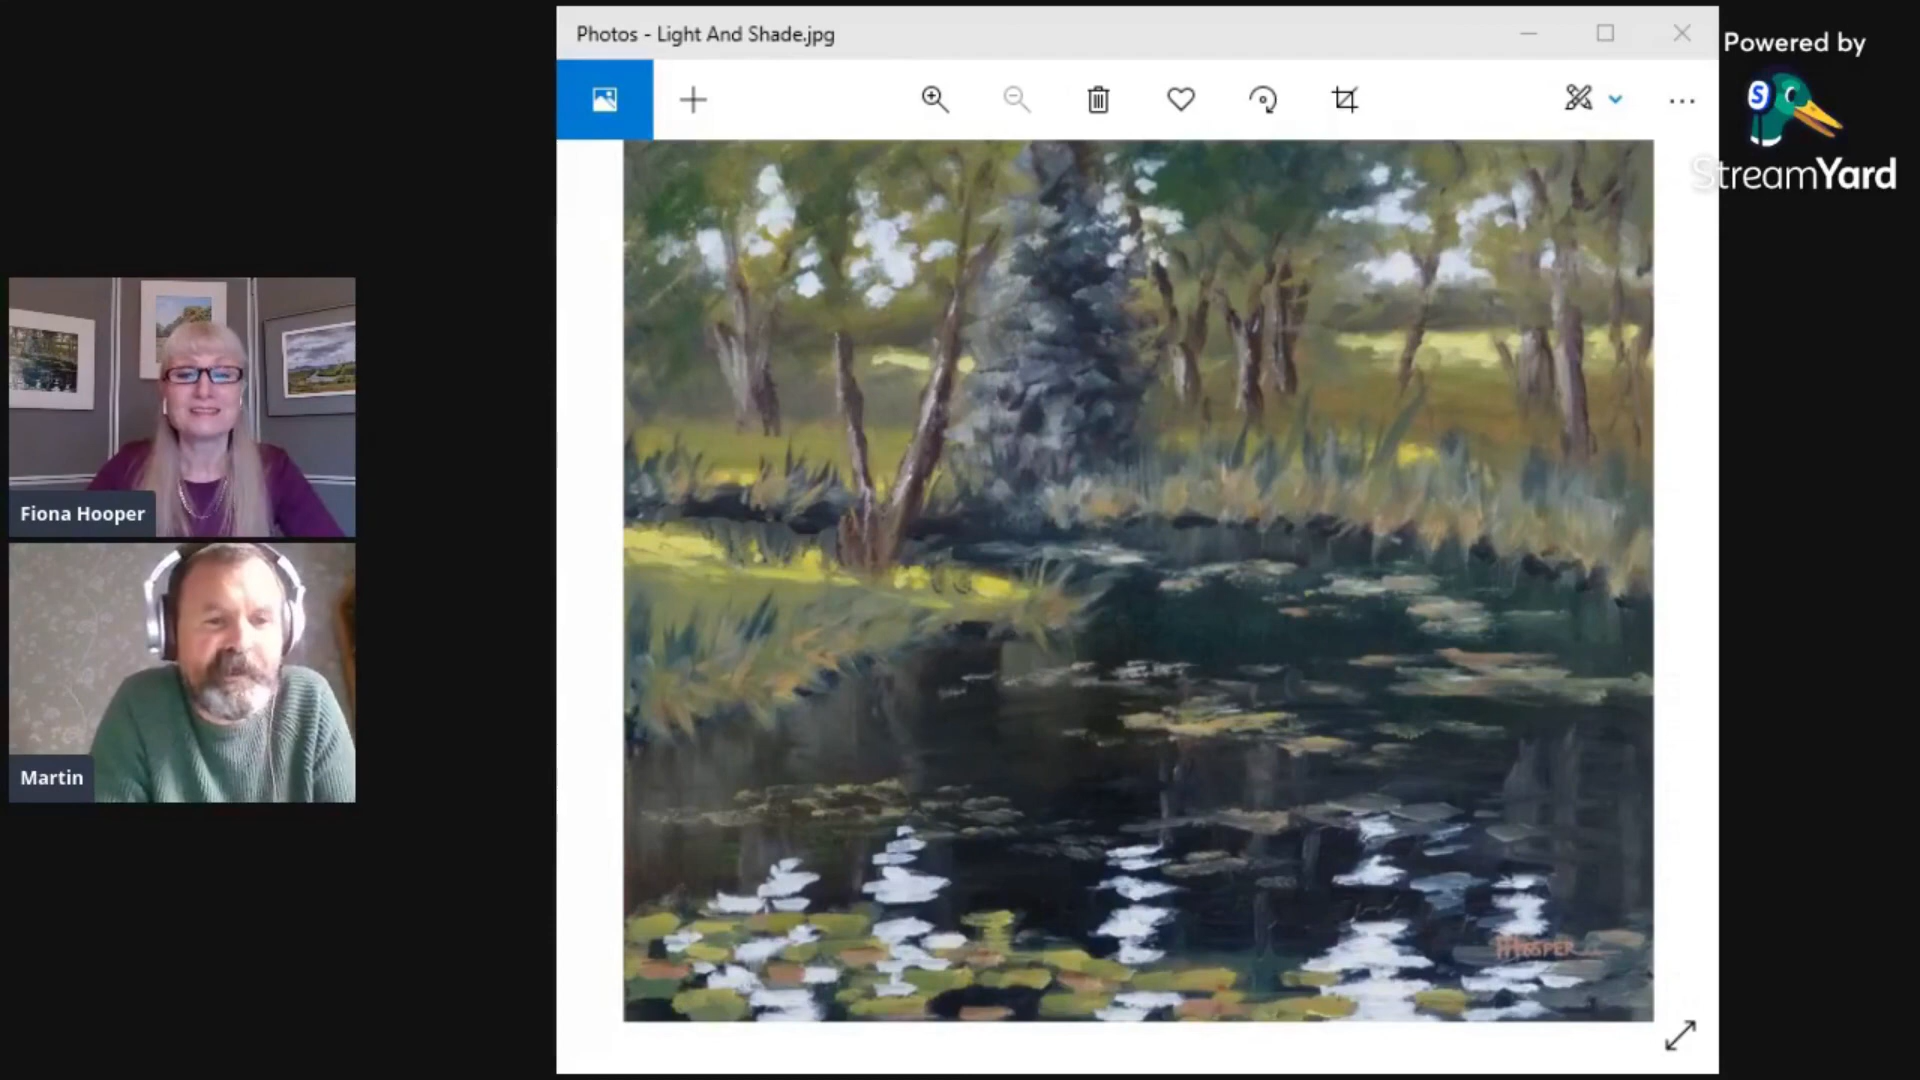 Photos - Light And Shade.jpg
Powered by
S
StreamYard
Fiona Hooper
Martin